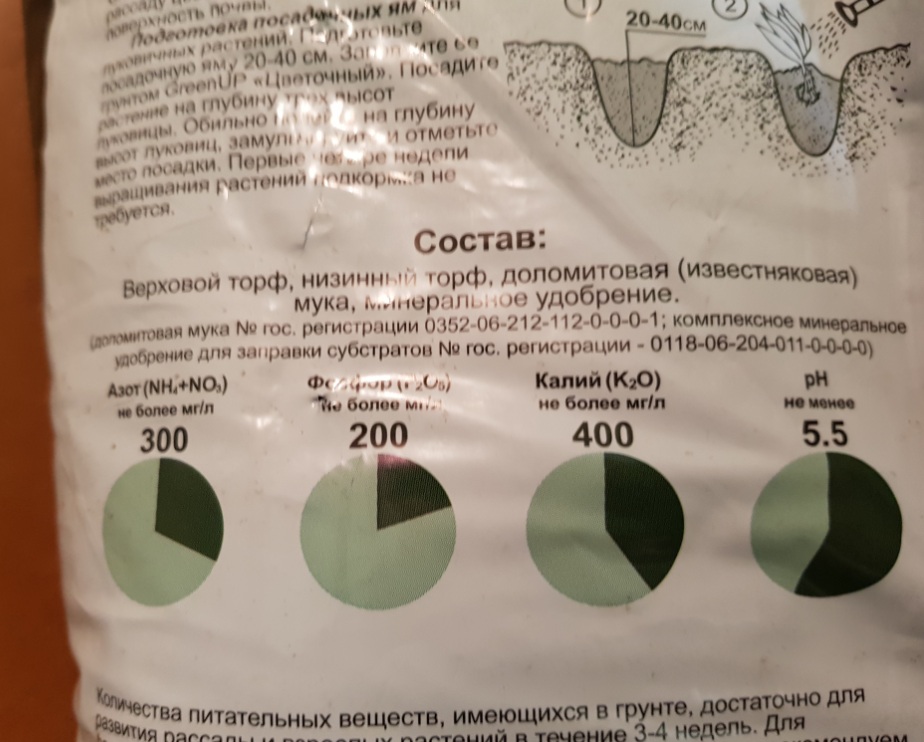 рассаду
поверхность почвы.
Подготовка посадочных ям для
луковичных растений. Подготовьте
посадочную яму 20-40 см. Заполните её
грунтом GreenUP «Цветочный». Посадите
растение на глубину трех высот
луковицы. Обильно на глубину
высот луковиц, и отметьте
место посадки. Первые четыре недели
выращивания растений подкормка не
требуется.
1
20-40см
2
Состав:
Верховой торф, низинный торф, доломитовая (известняковая)
мука, минеральное удобрение.
(доломитовая мука № гос. регистрации 0352-06-212-112-0-0-0-1; комплексное минеральное
удобрение для заправки субстратов № гос. регистрации - 0118-06-204-011-0-0-0-0)
Азот (NH₄+NO₃)
не более мг/л
300
Фосфор (P₂O₅)
не более мг/л
200
Калий (K₂O)
не более мг/л
400
pH
не менее
5.5
Количества питательных веществ, имеющихся в грунте, достаточно для
развития рассады и взрослых растений в течение 3-4 недель. Для